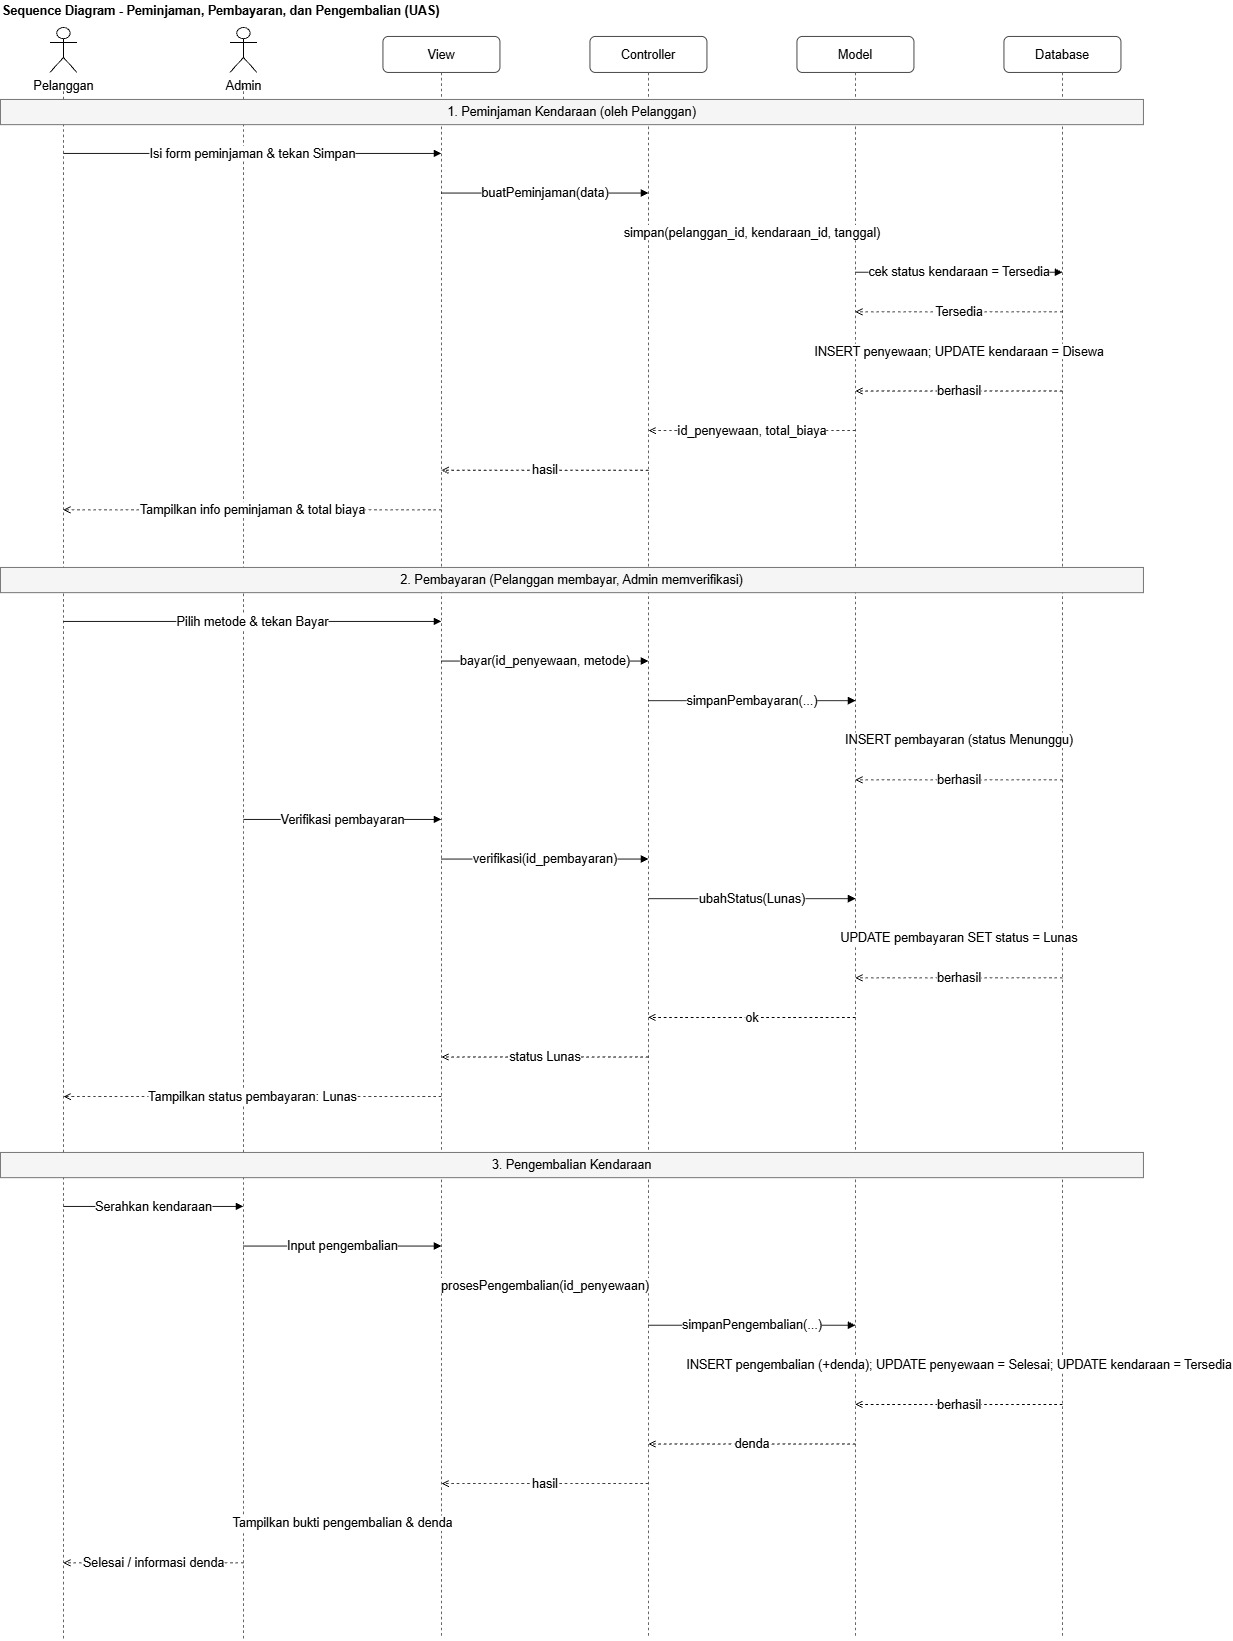 Sequence Diagram - Peminjaman, Pembayaran, dan Pengembalian (UAS)
Pelanggan
Admin
View
Controller
Model
Database
1. Peminjaman Kendaraan (oleh Pelanggan)
Isi form peminjaman & tekan Simpan
buatPeminjaman(data)
simpan(pelanggan_id, kendaraan_id, tanggal)
cek status kendaraan = Tersedia
Tersedia
INSERT penyewaan; UPDATE kendaraan = Disewa
berhasil
id_penyewaan, total_biaya
hasil
Tampilkan info peminjaman & total biaya
2. Pembayaran (Pelanggan membayar, Admin memverifikasi)
Pilih metode & tekan Bayar
bayar(id_penyewaan, metode)
simpanPembayaran(...)
INSERT pembayaran (status Menunggu)
berhasil
Verifikasi pembayaran
verifikasi(id_pembayaran)
ubahStatus(Lunas)
UPDATE pembayaran SET status = Lunas
berhasil
ok
status Lunas
Tampilkan status pembayaran: Lunas
3. Pengembalian Kendaraan
Serahkan kendaraan
Input pengembalian
prosesPengembalian(id_penyewaan)
simpanPengembalian(...)
INSERT pengembalian (+denda); UPDATE penyewaan = Selesai; UPDATE kendaraan = Tersedia
berhasil
denda
hasil
Tampilkan bukti pengembalian & denda
Selesai / informasi denda